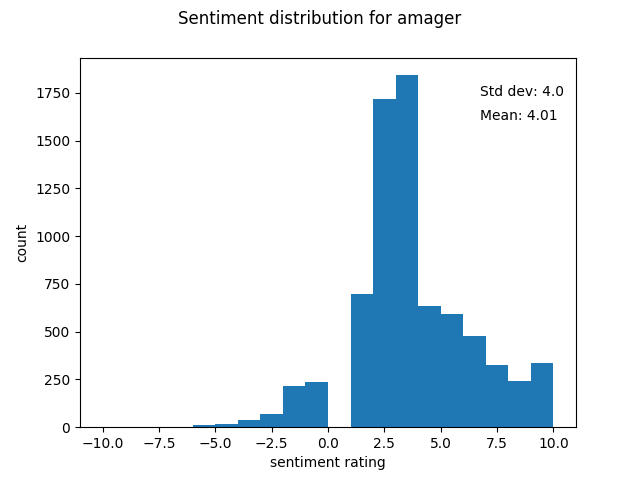 Sentiment distribution for amager
Std dev: 4.0
Mean: 4.01
1750
1500
1250
1000
750
500
250
0
count
−10.0 −7.5 −5.0 −2.5 0.0 2.5 5.0 7.5 10.0
sentiment rating